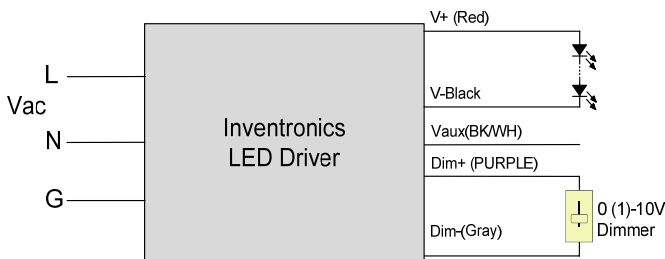 V+ (Red)
L
Vac
N
G
Inventronics
LED Driver
V-Black
Vaux(BK/WH)
Dim+ (PURPLE)
0 (1)-10V
Dimmer
Dim-(Gray)